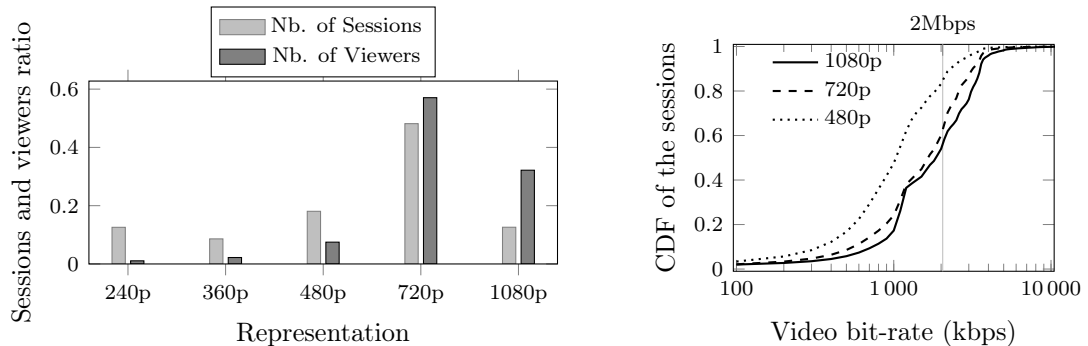 Nb. of Sessions
Nb. of Viewers
Sessions and viewers ratio
0.6
0.4
0.2
0
240p
360p
480p
720p
1080p
Representation
2Mbps
1080p
720p
480p
CDF of the sessions
1
0.8
0.6
0.4
0.2
0
100
1 000
10 000
Video bit-rate (kbps)